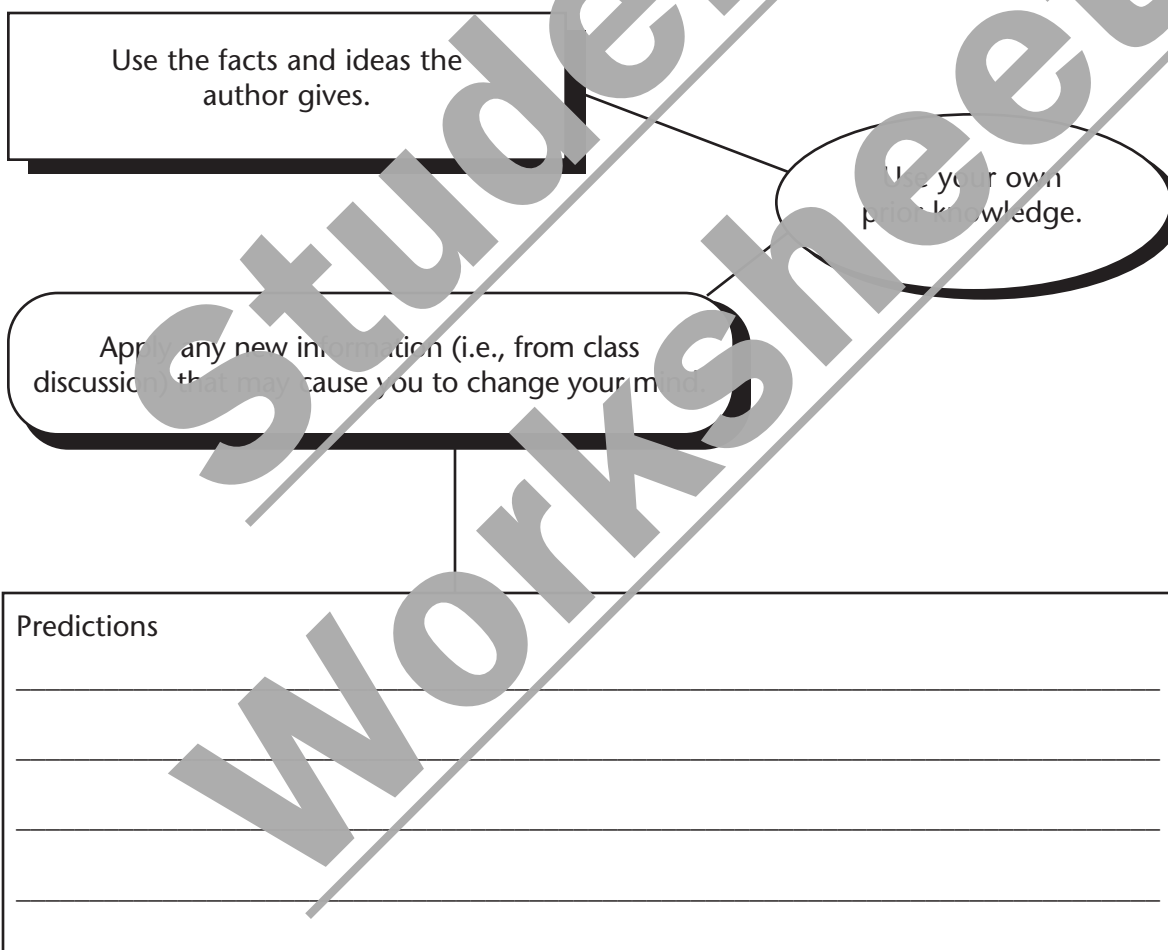 Use the facts and ideas the
author gives.
Use your own
prior knowledge.
Apply any new information (i.e., from class
discussion) that may cause you to change your mind.
Predictions
Student
Worksheet